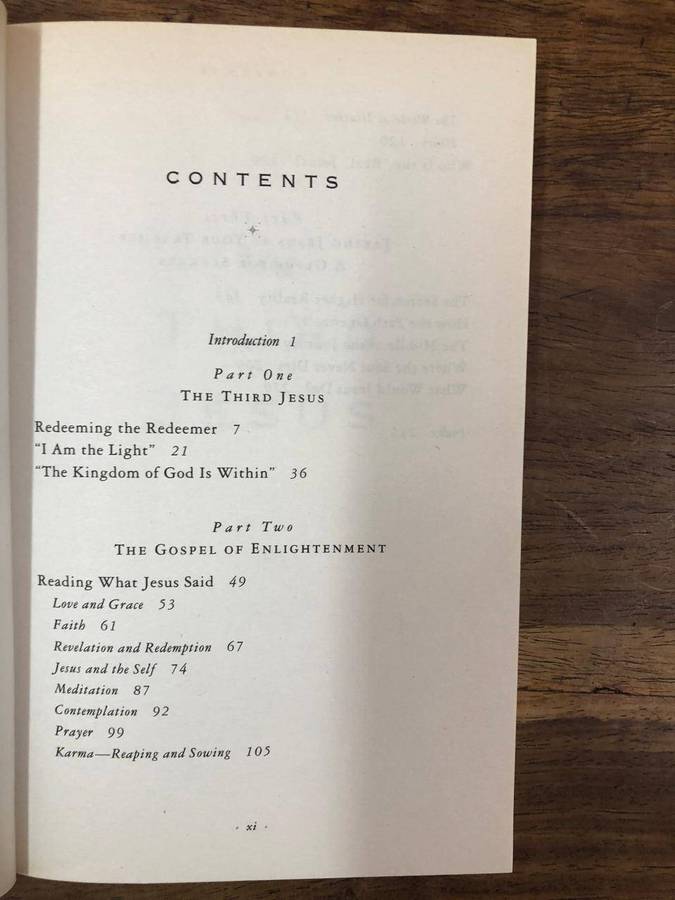 CONTENTS
Introduction 1
Part One
THE THIRD JESUS
Redeeming the Redeemer 7
“I Am the Light” 21
“The Kingdom of God Is Within” 36
Part Two
THE GOSPEL OF ENLIGHTENMENT
Reading What Jesus Said 49
Love and Grace 53
Faith 61
Revelation and Redemption 67
Jesus and the Self 74
Meditation 87
Contemplation 92
Prayer 99
Karma—Reaping and Sowing 105
· xi ·